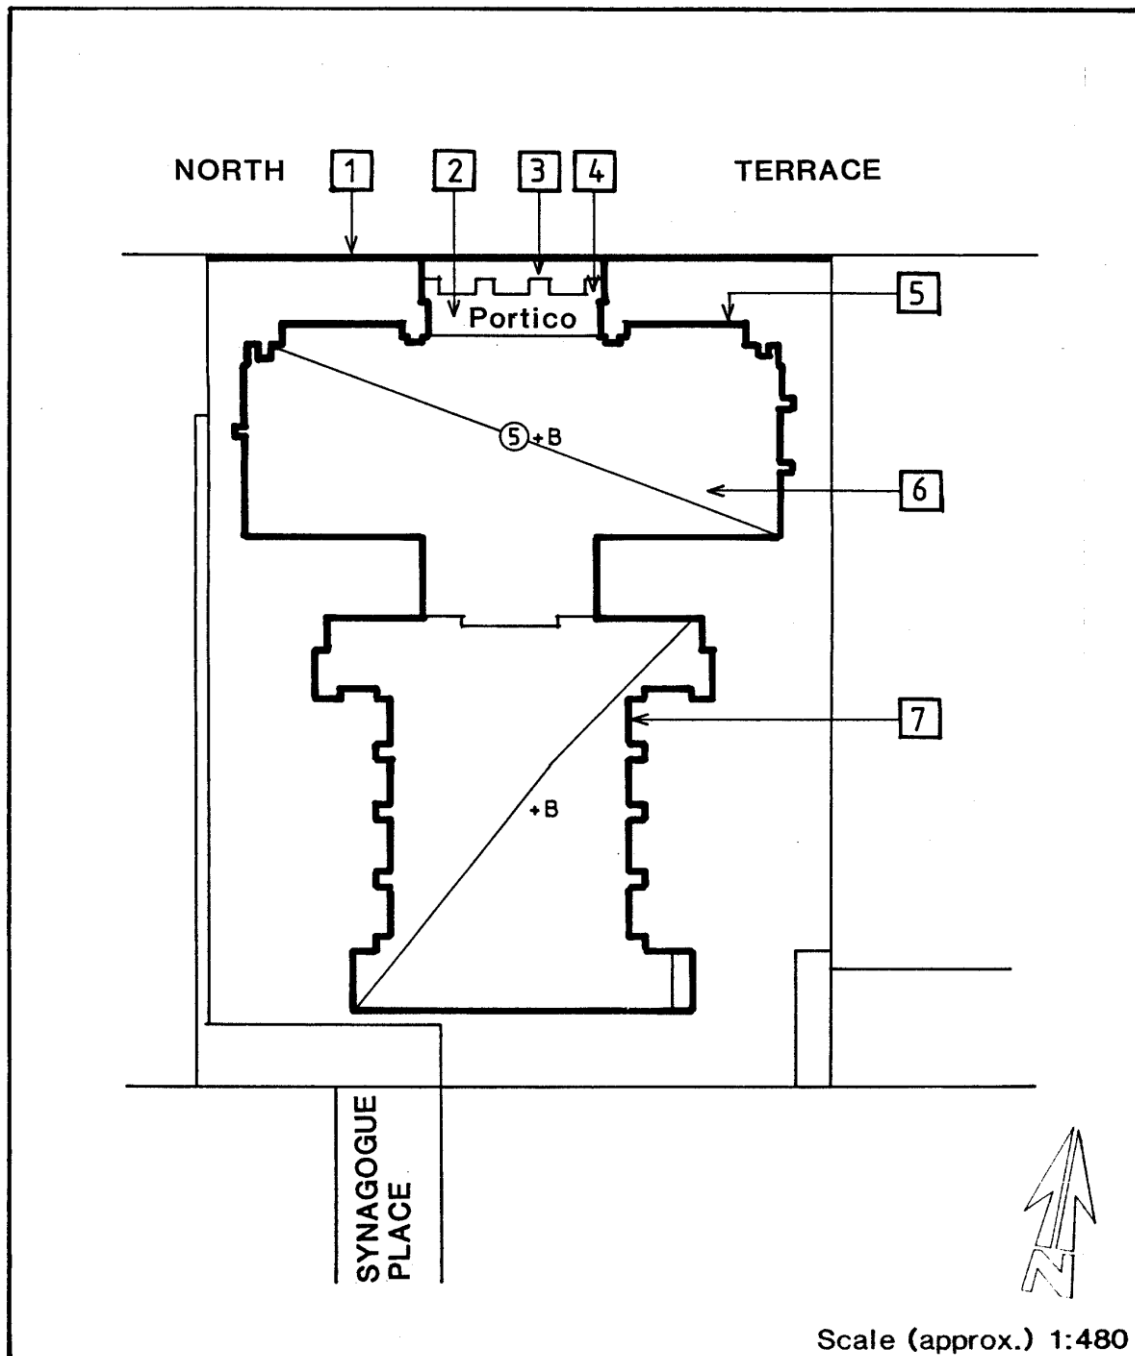 NORTH 1 2 3 4 TERRACE
5
Portico
5 +B
6
7
+B
SYNAGOGUE
PLACE
N
Scale (approx.) 1:480